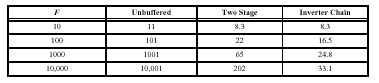 F Unbuffered Two Stage Inverter Chain
10 11 8.3 8.3
100 101 22 16.5
1000 1001 65 24.8
10,000 10,001 202 33.1